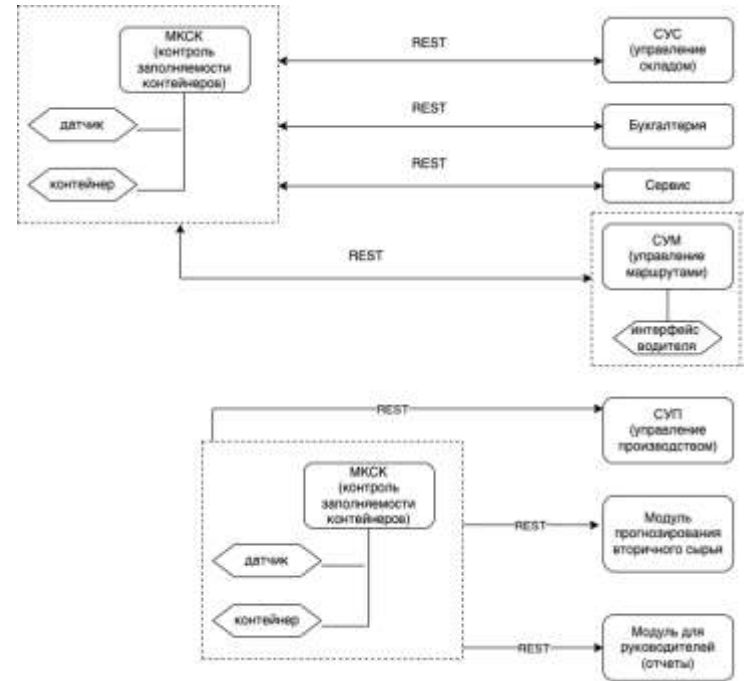 МКСК
(контроль
заполняемости
контейнеров)
датчик
контейнер
REST
СУС
(управление
складом)
REST
Бухгалтерия
REST
Сервис
REST
СУМ
(управление
маршрутами)
интерфейс
водителя
REST
СУП
(управление
производством)
МКСК
(контроль
заполняемости
контейнеров)
датчик
контейнер
REST
Модуль
прогнозирования
вторичного сырья
REST
Модуль для
руководителей
(отчеты)